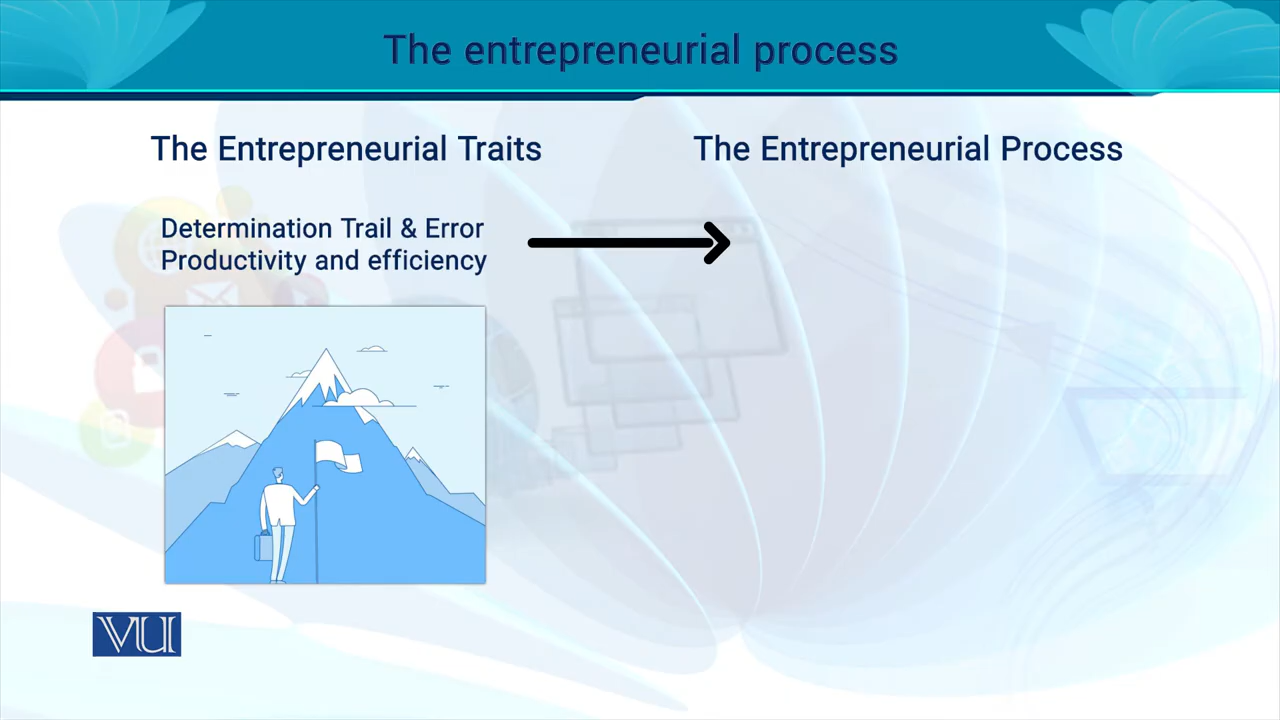 The entrepreneurial process
The Entrepreneurial Traits
The Entrepreneurial Process
Determination Trail & Error
Productivity and efficiency
VU